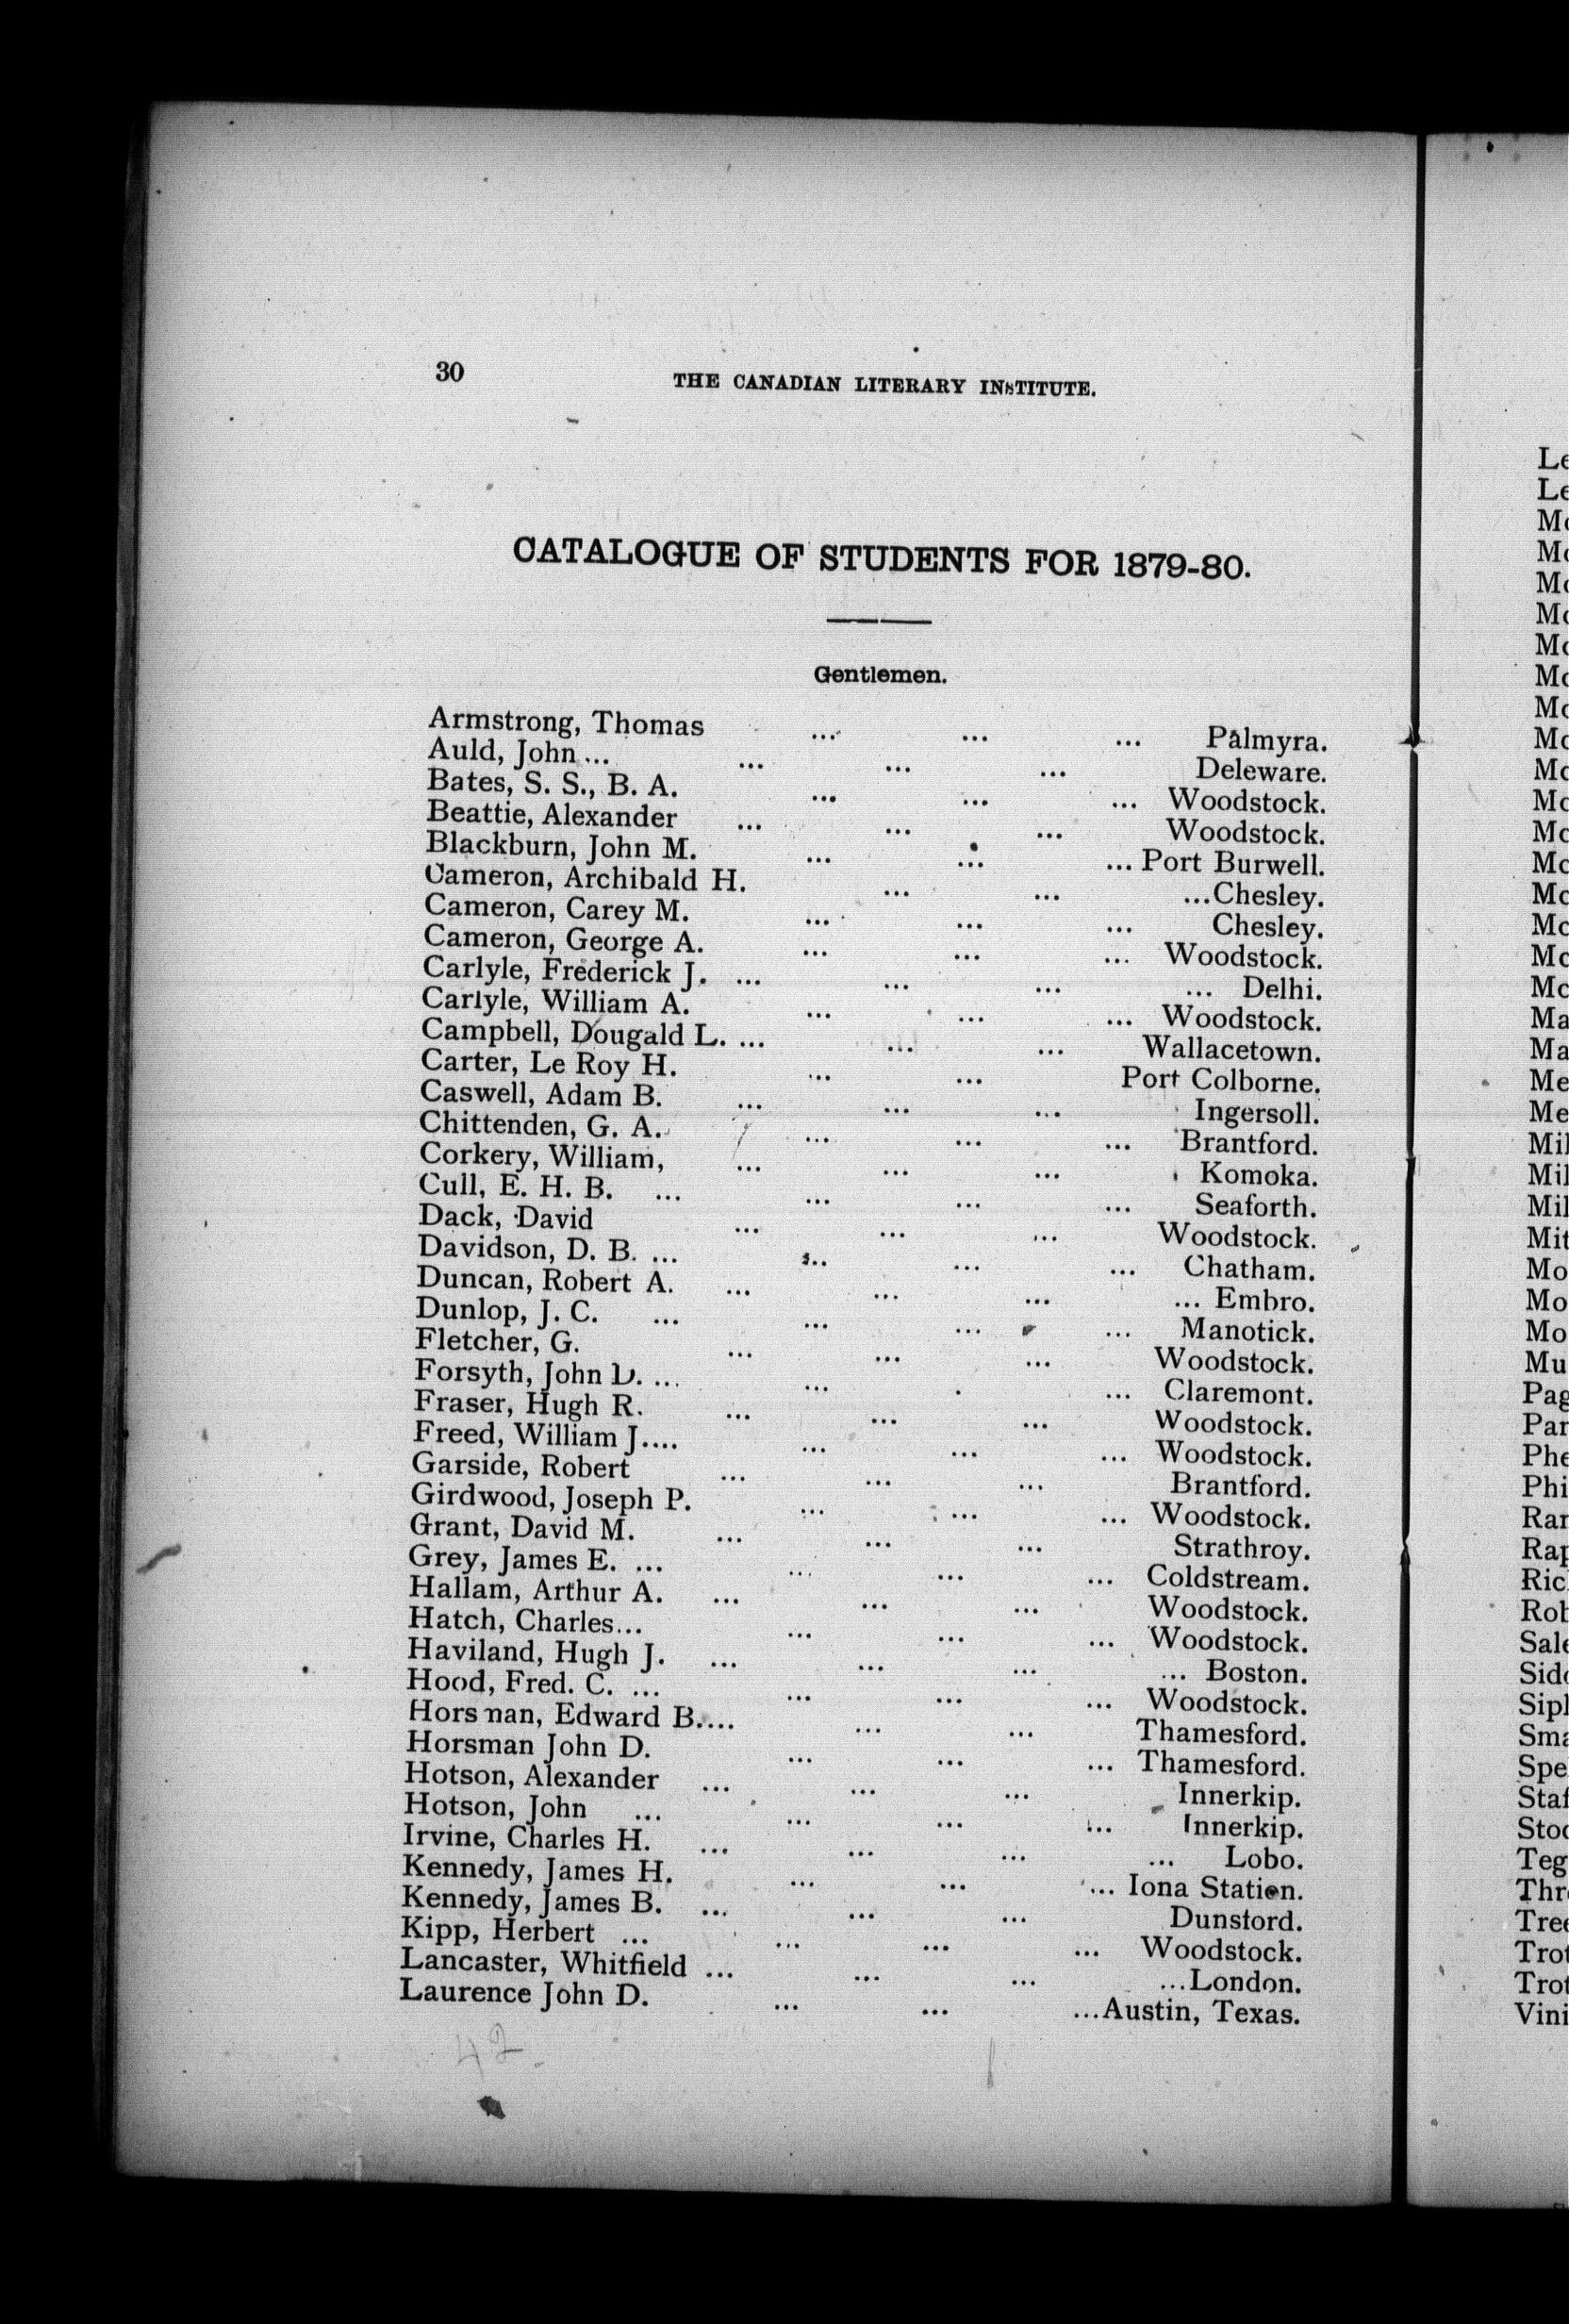 30
THE CANADIAN LITERARY INSTITUTE.
CATALOGUE OF STUDENTS FOR 1879-80.
Gentlemen.
Armstrong, Thomas ... ... ... Palmyra.
Auld, John ... ... ... ... Deleware.
Bates, S. S., B. A. ... ... ... Woodstock.
Beattie, Alexander ... ... ... Woodstock.
Blackburn, John M. ... ... ... Port Burwell.
Cameron, Archibald H. ... ... ... Chesley.
Cameron, Carey M. ... ... ... Chesley.
Cameron, George A. ... ... ... Woodstock.
Carlyle, Frederick J. ... ... ... ... Delhi.
Carlyle, William A. ... ... ... Woodstock.
Campbell, Dougald L. ... ... ... Wallacetown.
Carter, Le Roy H. ... ... Port Colborne.
Caswell, Adam B. ... ... ... Ingersoll.
Chittenden, G. A. ... ... ... Brantford.
Corkery, William, ... ... ... Komoka.
Cull, E. H. B. ... ... ... ... Seaforth.
Dack, David ... ... ... Woodstock.
Davidson, D. B. ... ... ... ... Chatham.
Duncan, Robert A. ... ... ... ... Embro.
Dunlop, J. C. ... ... ... ... Manotick.
Fletcher, G. ... ... ... Woodstock.
Forsyth, John D. ... ... . ... Claremont.
Fraser, Hugh R. ... ... ... Woodstock.
Freed, William J.... ... ... ... Woodstock.
Garside, Robert ... ... ... Brantford.
Girdwood, Joseph P. ... ... ... Woodstock.
Grant, David M. ... ... ... Strathroy.
Grey, James E. ... ... ... ... Coldstream.
Hallam, Arthur A. ... ... ... Woodstock.
Hatch, Charles... ... ... ... Woodstock.
Haviland, Hugh J. ... ... ... ... Boston.
Hood, Fred. C. ... ... ... ... Woodstock.
Horsman, Edward B.... ... ... Thamesford.
Horsman John D. ... ... ... Thamesford.
Hotson, Alexander ... ... ... Innerkip.
Hotson, John ... ... ... ... Innerkip.
Irvine, Charles H. ... ... ... ... Lobo.
Kennedy, James H. ... ... ... Iona Station.
Kennedy, James B. ... ... ... Dunstord.
Kipp, Herbert ... ... ... ... Woodstock.
Lancaster, Whitfield ... ... ... ... London.
Laurence John D. ... ... ... Austin, Texas.
42